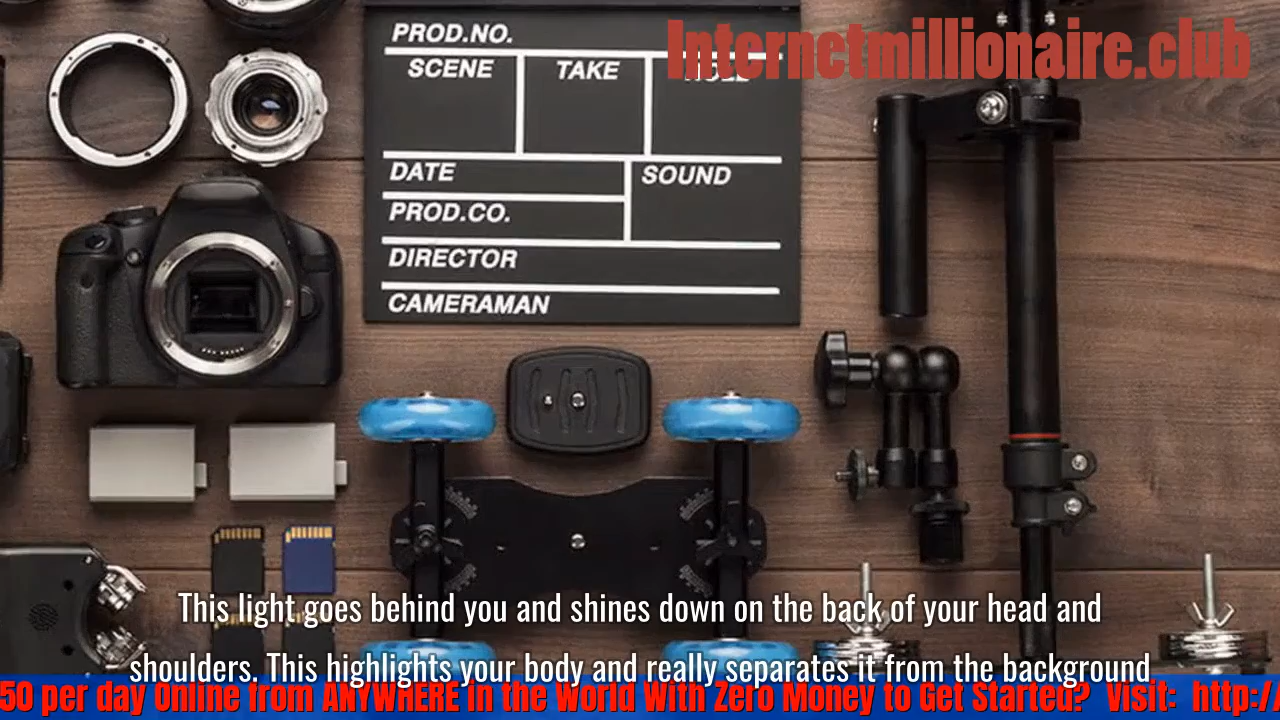 Internetmillionaire.club
PROD.NO.
SCENE TAKE
DATE SOUND
PROD.CO.
DIRECTOR
CAMERAMAN
This light goes behind you and shines down on the back of your head and
shoulders. This highlights your body and really separates it from the background
50 per day Online from ANYWHERE in the World With Zero Money to Get Started? Visit: http:/